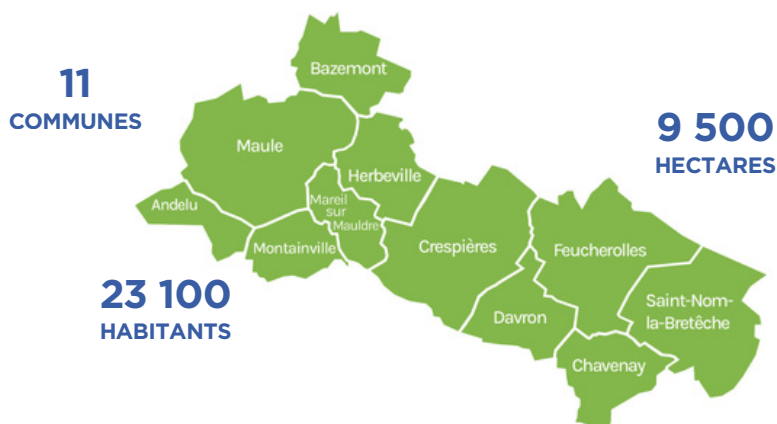 11
COMMUNES
Bazemont
9 500
HECTARES
Maule
Herbeville
Andelu
Mareil
sur
Mauldre
Montainville
Crespières
Feucherolles
23 100
HABITANTS
Davron
Saint-Nom-
la-Bretêche
Chavenay